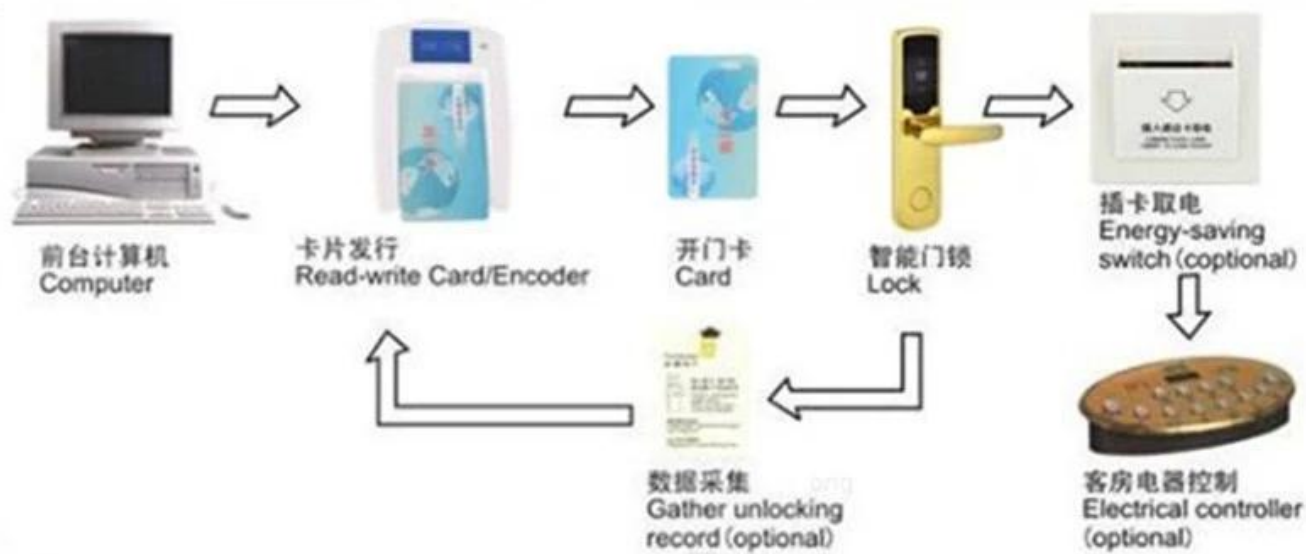 前台计算机
Computer
卡片发行
Read-write Card/Encoder
开门卡
Card
智能门锁
Lock
插卡取电
Energy-saving
switch(coptional)
数据采集
Gather unlocking
record(optional)
客房电器控制
Electrical controller
(optional)
png